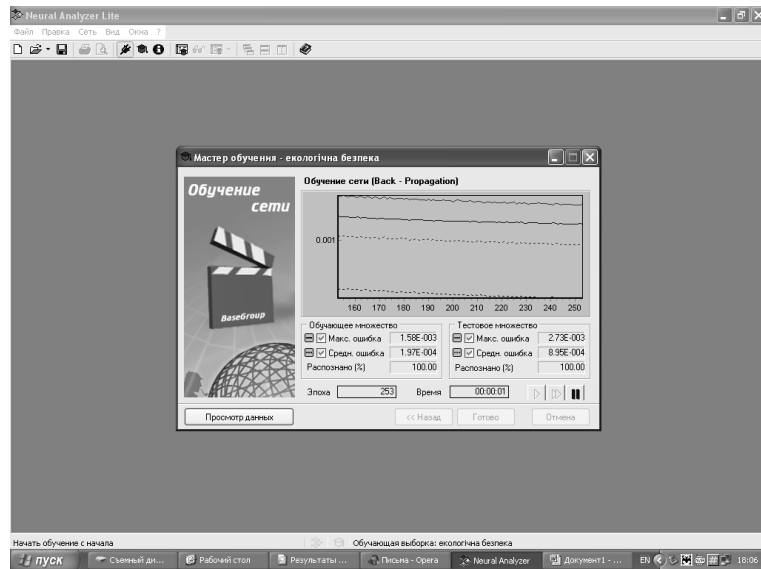 Neural Analyzer Lite
Файл Правка Сеть Вид Окна ?
Мастер обучения - екологічна безпека
Обучение сети
BaseGroup
Обучение сети (Back - Propagation)
0.001
160 170 180 190 200 210 220 230 240 250
Обучающее множество
Макс. ошибка 1.58E-003
Средн. ошибка 1.97E-004
Распознано (%) 100.00
Тестовое множество
Макс. ошибка 2.73E-003
Средн. ошибка 8.95E-004
Распознано (%) 100.00
Эпоха 253 Время 00:00:01
Просмотр данных << Назад Готово Отмена
Начать обучение с начала Обучающая выборка: екологічна безпека
пуск Съемный ди... Рабочий стол Результаты ... Письма - Opera Neural Analyzer Документ1 - ... EN 18:06